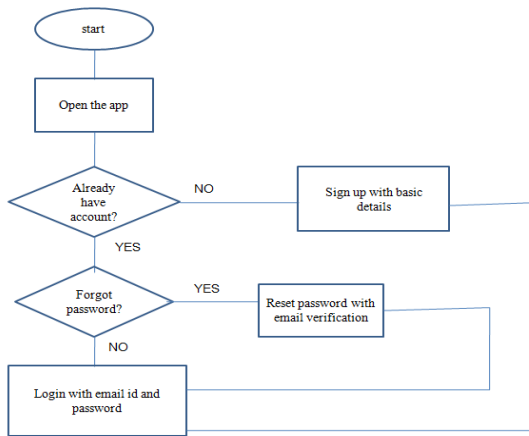 start
Open the app
Already
have
account?
NO
Sign up with basic
details
YES
Forgot
password?
YES
Reset password with
email verification
NO
Login with email id and
password